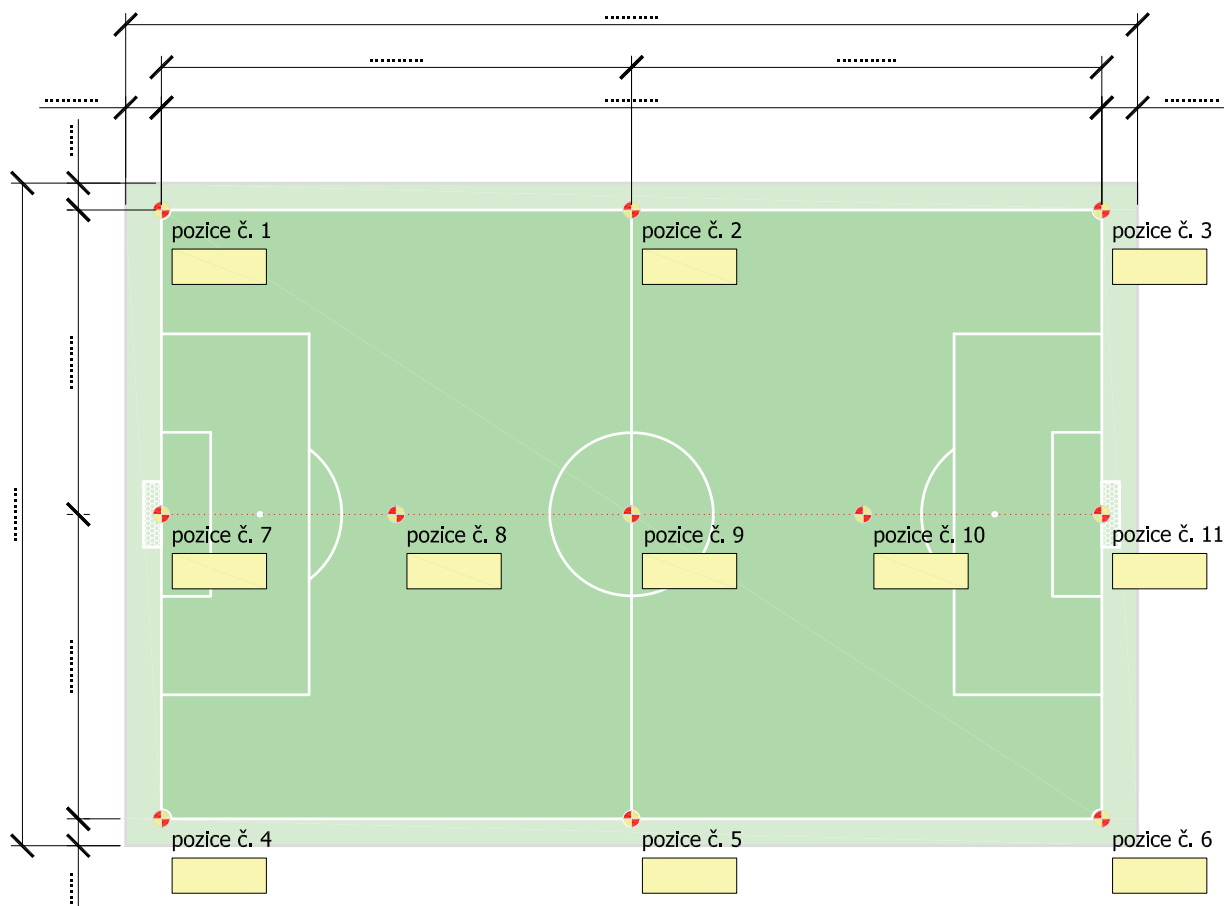 pozice č. 1
pozice č. 2
pozice č. 3
pozice č. 7
pozice č. 8
pozice č. 9
pozice č. 10
pozice č. 11
pozice č. 4
pozice č. 5
pozice č. 6